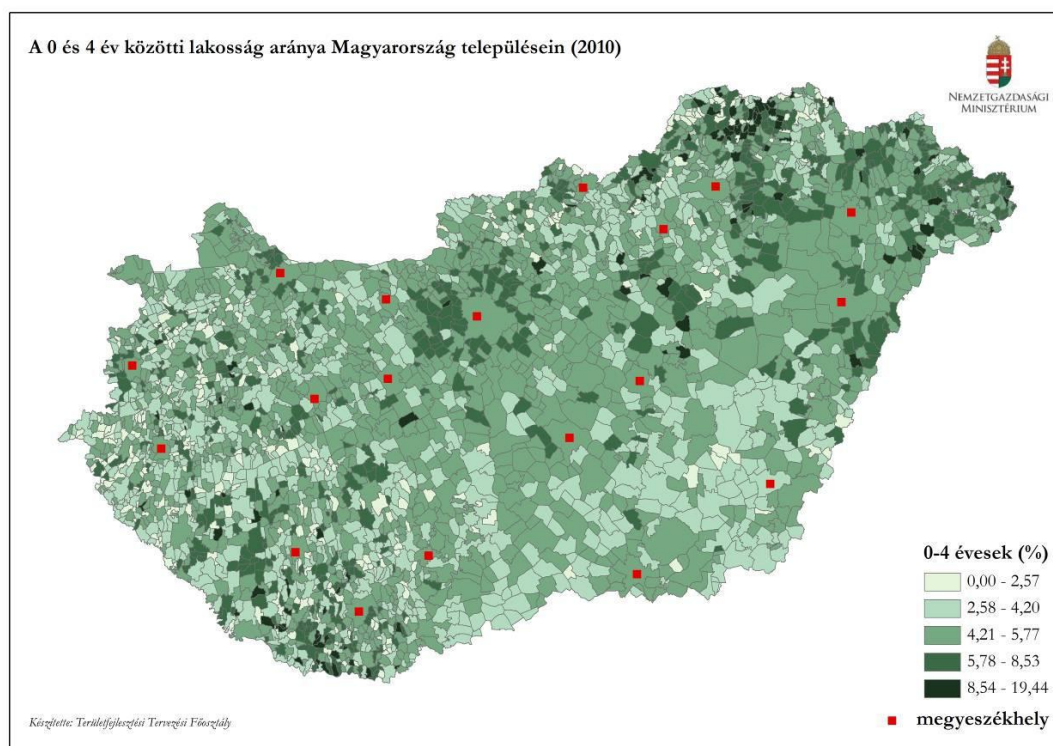 A 0 és 4 év közötti lakosság aránya Magyarország településein (2010)
NEMZETGAZDASÁGI
MINISZTÉRIUM
0-4 évesek (%)
0,00 - 2,57
2,58 - 4,20
4,21 - 5,77
5,78 - 8,53
8,54 - 19,44
megyeszékhely
Készítette: Területfejlesztési Tervezési Főosztály